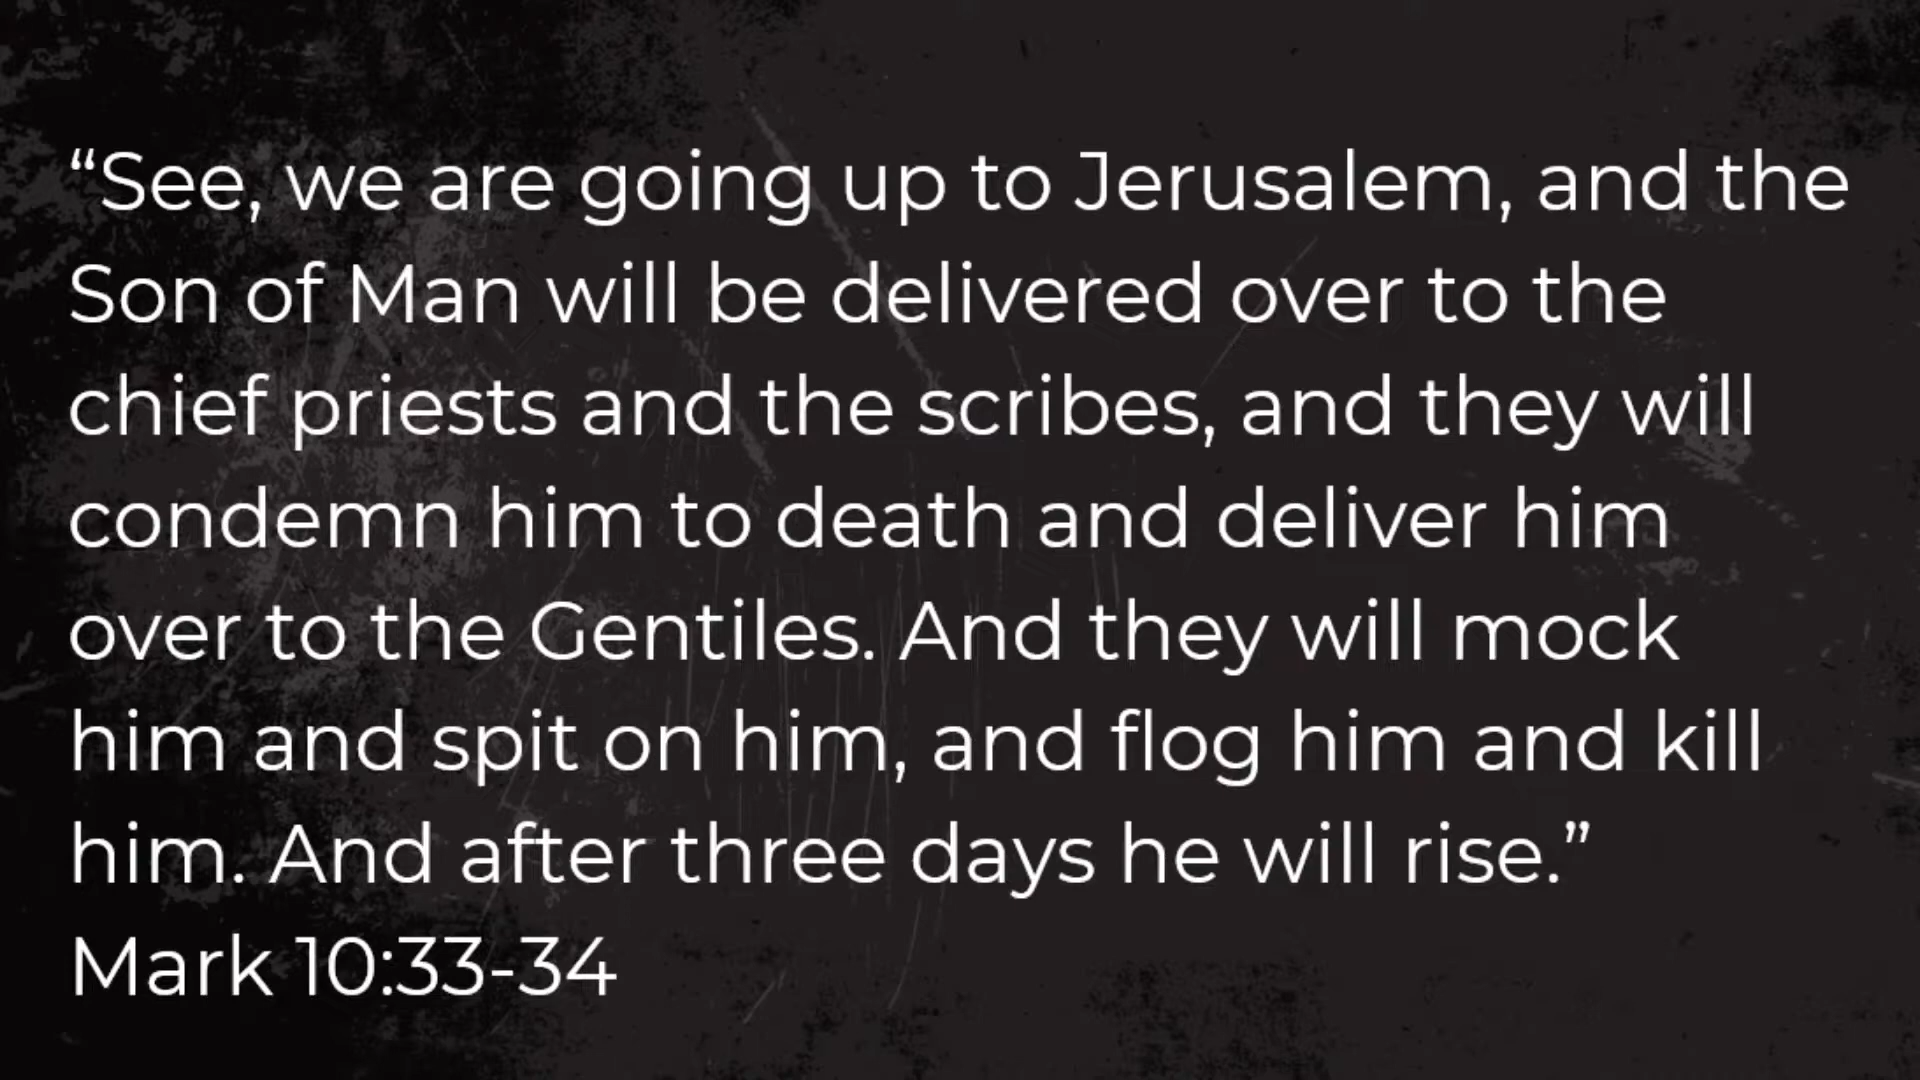 “See, we are going up to Jerusalem, and the
Son of Man will be delivered over to the
chief priests and the scribes, and they will
condemn him to death and deliver him
over to the Gentiles. And they will mock
him and spit on him, and flog him and kill
him. And after three days he will rise.”
Mark 10:33-34